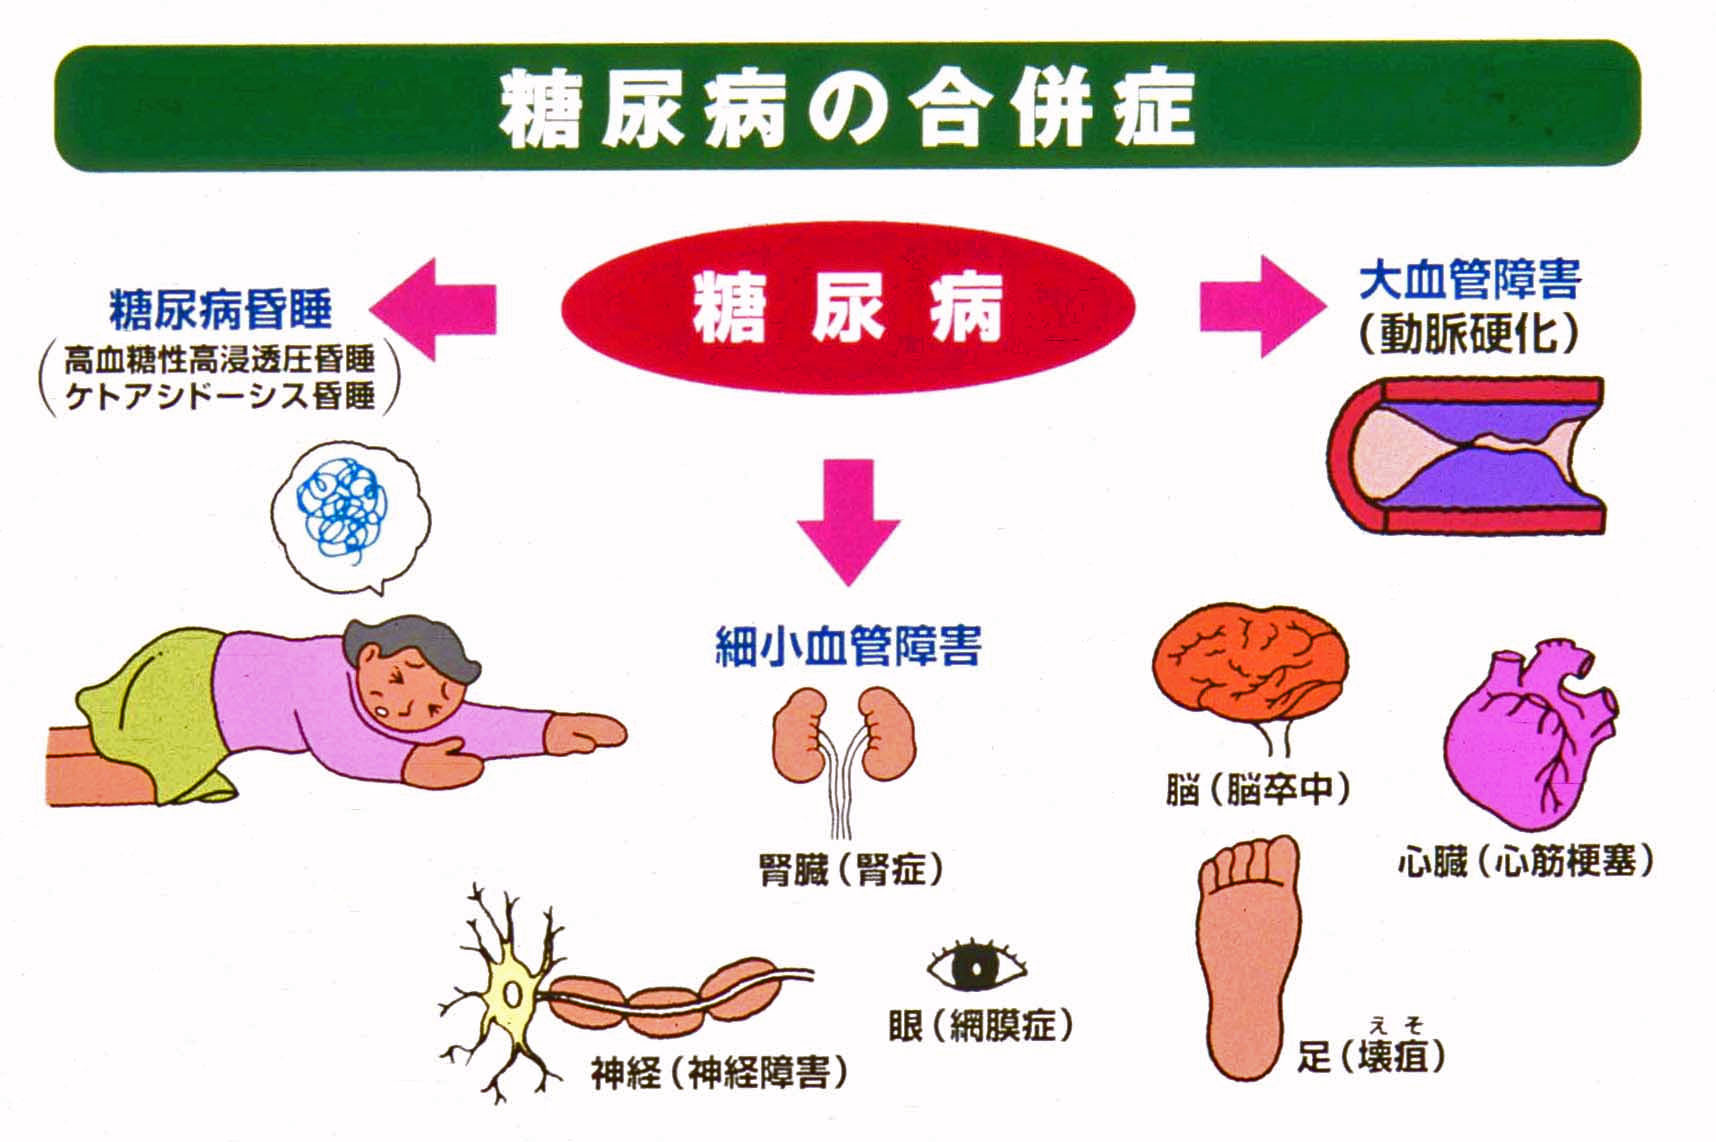 糖尿病の合併症
糖尿病
糖尿病昏睡
(高血糖性高浸透圧昏睡
ケトアシドーシス昏睡)
大血管障害
(動脈硬化)
細小血管障害
腎臓(腎症)
脳(脳卒中)
心臓(心筋梗塞)
神経(神経障害)
眼(網膜症)
えそ
足(壊疽)